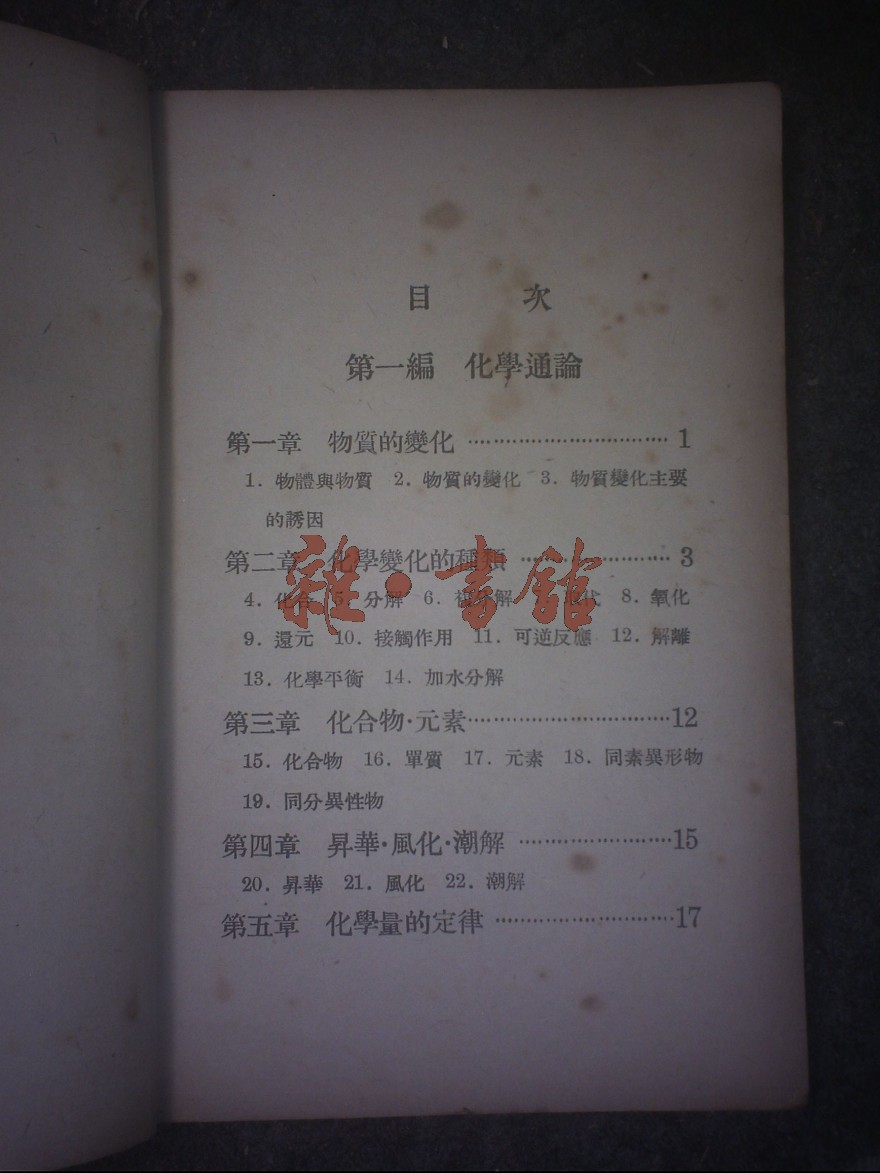 目 次
第一編 化學通論
第一章 物質的變化 ································ 1
1. 物體與物質 2. 物質的變化 3. 物質變化主要
的誘因
第二章 化學變化的種類 ························ 3
4. 化合 5. 分解 6. 複分解 8. 氧化
9. 還元 10. 接觸作用 11. 可逆反應 12. 解離
13. 化學平衡 14. 加水分解
第三章 化合物·元素································12
15. 化合物 16. 單質 17. 元素 18. 同素異形物
19. 同分異性物
第四章 昇華·風化·潮解 ························15
20. 昇華 21. 風化 22. 潮解
第五章 化學量的定律 ····························17
雜·書館